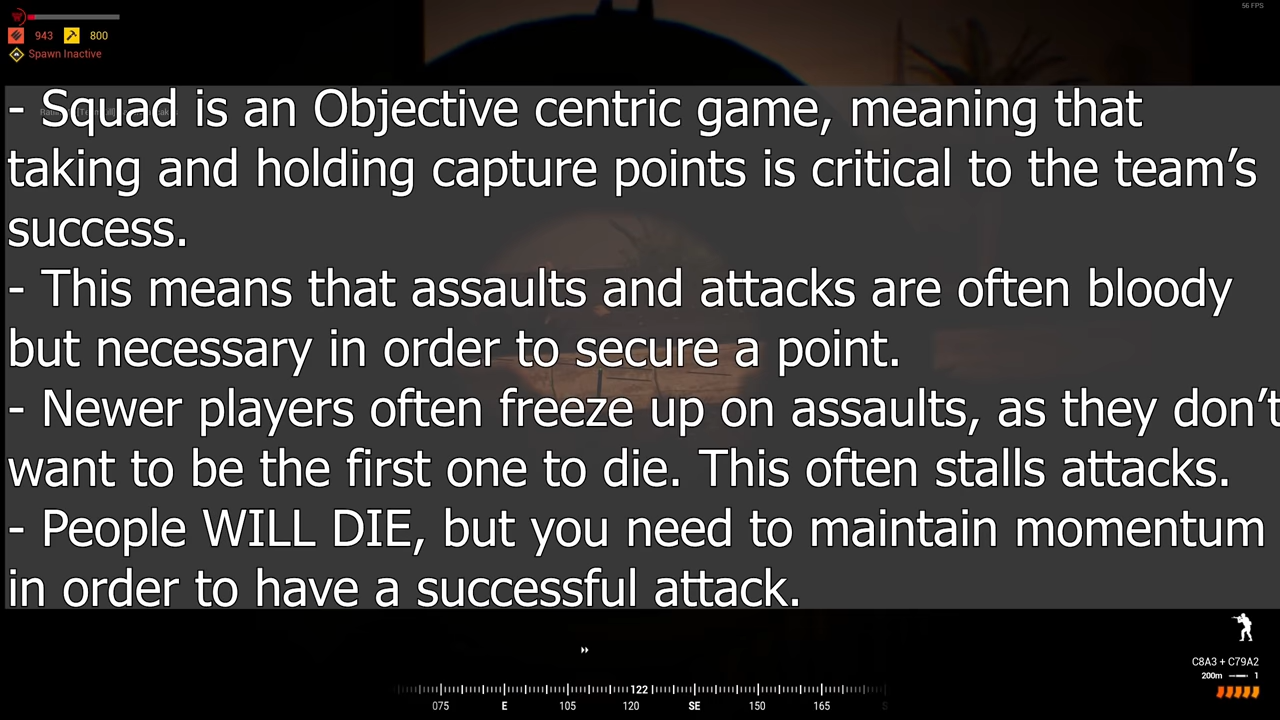 56 FPS
943 800
Spawn Inactive
- Squad is an Objective centric game, meaning that
taking and holding capture points is critical to the team’s
success.
- This means that assaults and attacks are often bloody
but necessary in order to secure a point.
- Newer players often freeze up on assaults, as they don’t
want to be the first one to die. This often stalls attacks.
- People WILL DIE, but you need to maintain momentum
in order to have a successful attack.
C8A3 + C79A2
200m 1
122
075 E 105 120 SE 150 165 S